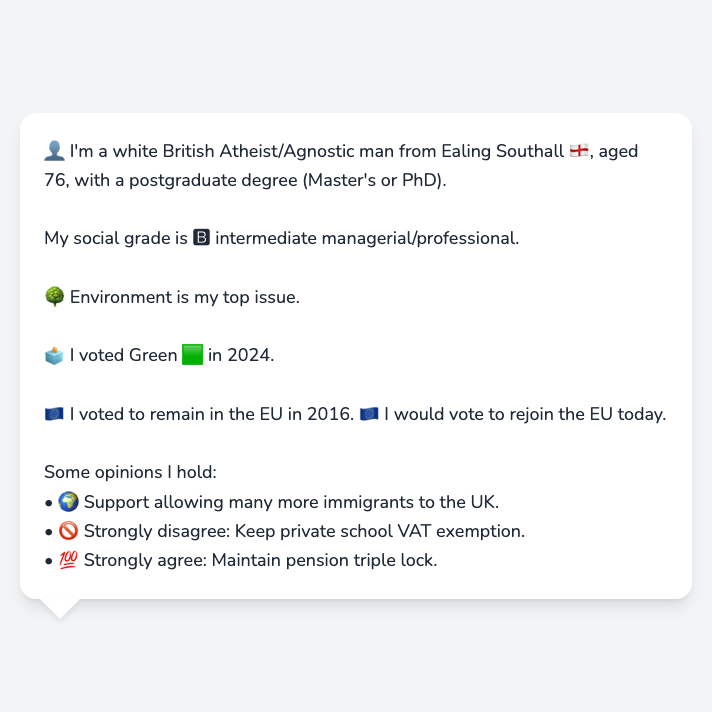 👤 I'm a white British Atheist/Agnostic man from Ealing Southall 🏴󠁧󠁢󠁥󠁮󠁧󠁿, aged
76, with a postgraduate degree (Master's or PhD).
My social grade is 🅱 intermediate managerial/professional.
🌳 Environment is my top issue.
🗳️ I voted Green 🟩 in 2024.
🇪🇺 I voted to remain in the EU in 2016. 🇪🇺 I would vote to rejoin the EU today.
Some opinions I hold:
• 🌍 Support allowing many more immigrants to the UK.
• 🚫 Strongly disagree: Keep private school VAT exemption.
• 💯 Strongly agree: Maintain pension triple lock.